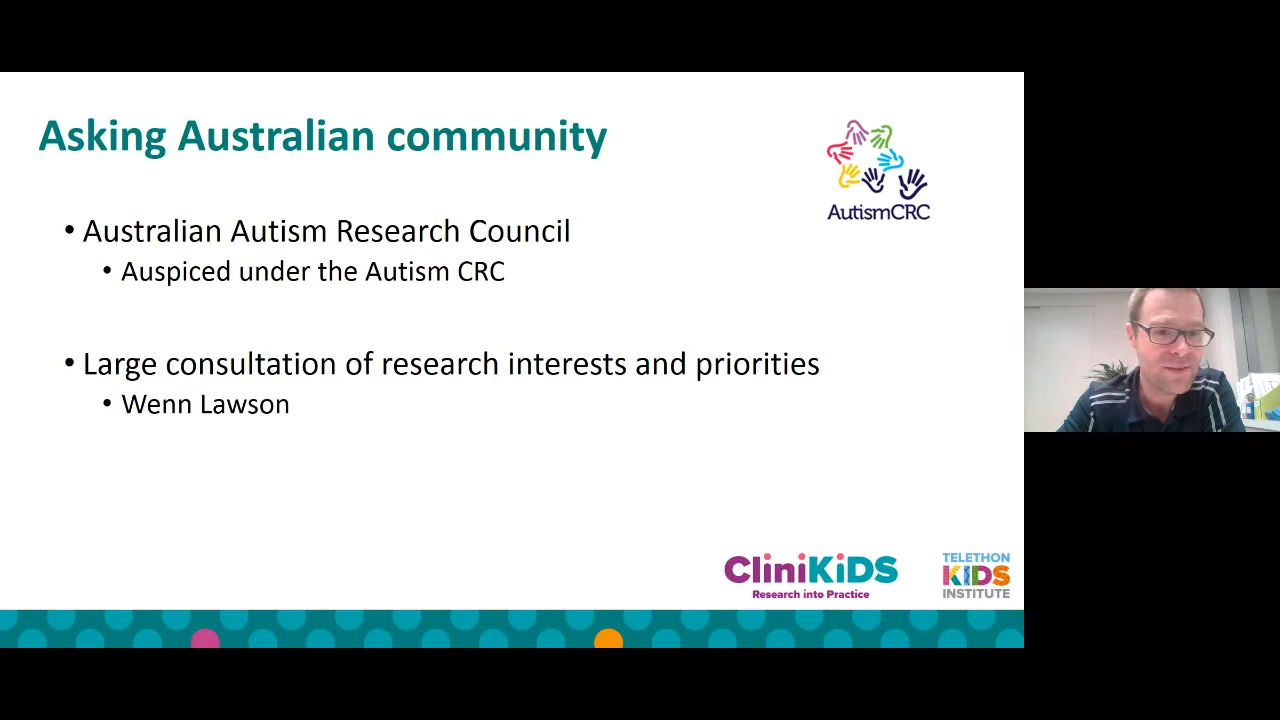 Asking Australian community
AutismCRC
• Australian Autism Research Council
• Auspiced under the Autism CRC
• Large consultation of research interests and priorities
• Wenn Lawson
CliniKiDS
Research into Practice
TELETHON
KIDS
INSTITUTE